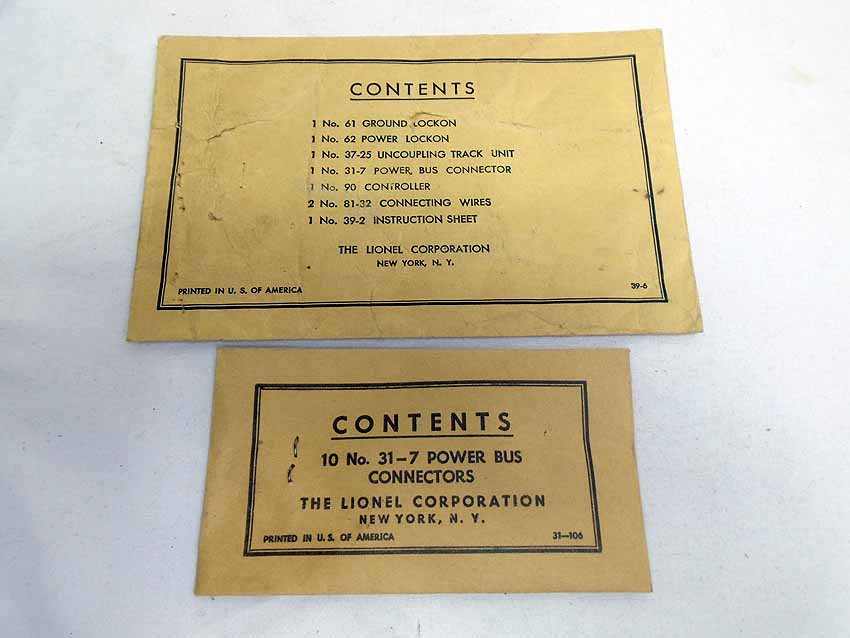 CONTENTS
1 No. 61 GROUND LOCKON
1 No. 62 POWER LOCKON
1 No. 37-25 UNCOUPLING TRACK UNIT
1 No. 31-7 POWER BUS CONNECTOR
1 No. 90 CONTROLLER
2 No. 81-32 CONNECTING WIRES
1 No. 39-2 INSTRUCTION SHEET
THE LIONEL CORPORATION
NEW YORK, N. Y.
PRINTED IN U. S. OF AMERICA 39-6
CONTENTS
10 No. 31-7 POWER BUS
CONNECTORS
THE LIONEL CORPORATION
NEW YORK, N. Y.
PRINTED IN U. S. OF AMERICA 31-106